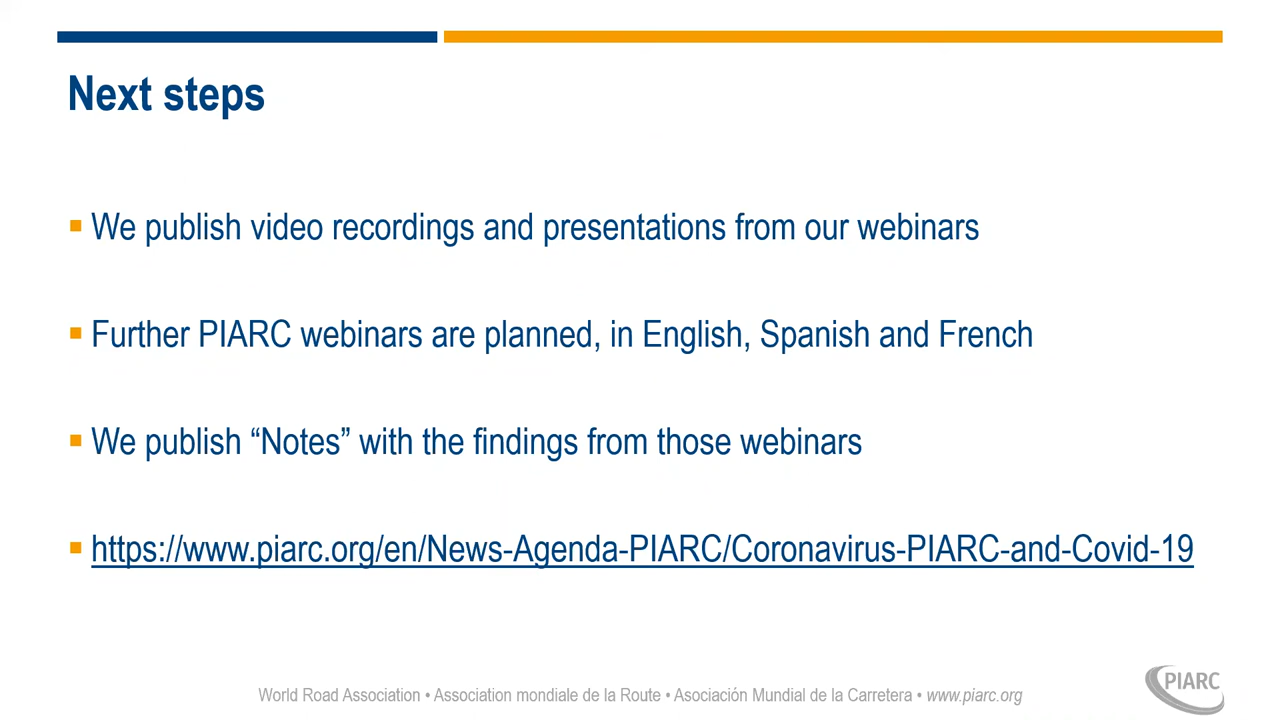 Next steps
We publish video recordings and presentations from our webinars
Further PIARC webinars are planned, in English, Spanish and French
We publish “Notes” with the findings from those webinars
https://www.piarc.org/en/News-Agenda-PIARC/Coronavirus-PIARC-and-Covid-19
World Road Association • Association mondiale de la Route • Asociación Mundial de la Carretera • www.piarc.org
PIARC